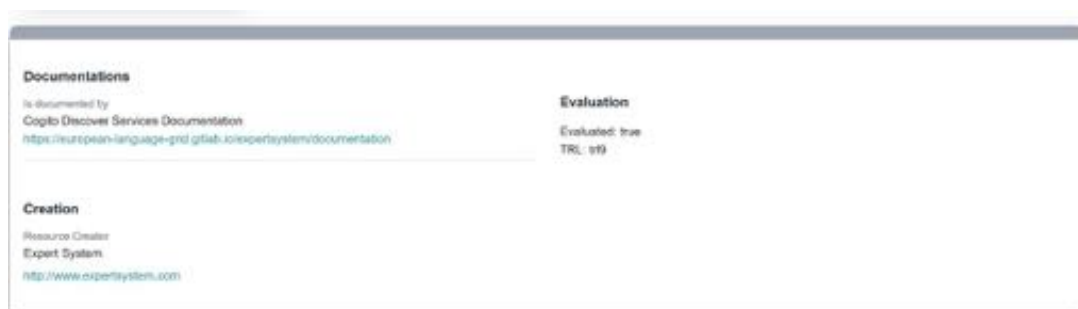 Documentations
Is documented by
Cogito Discover Services Documentation
https://european-language-grid.gitlab.io/expertsystem/documentation
Evaluation
Evaluated: true
TRL: trl9
Creation
Resource Creator
Expert System
http://www.expertsystem.com